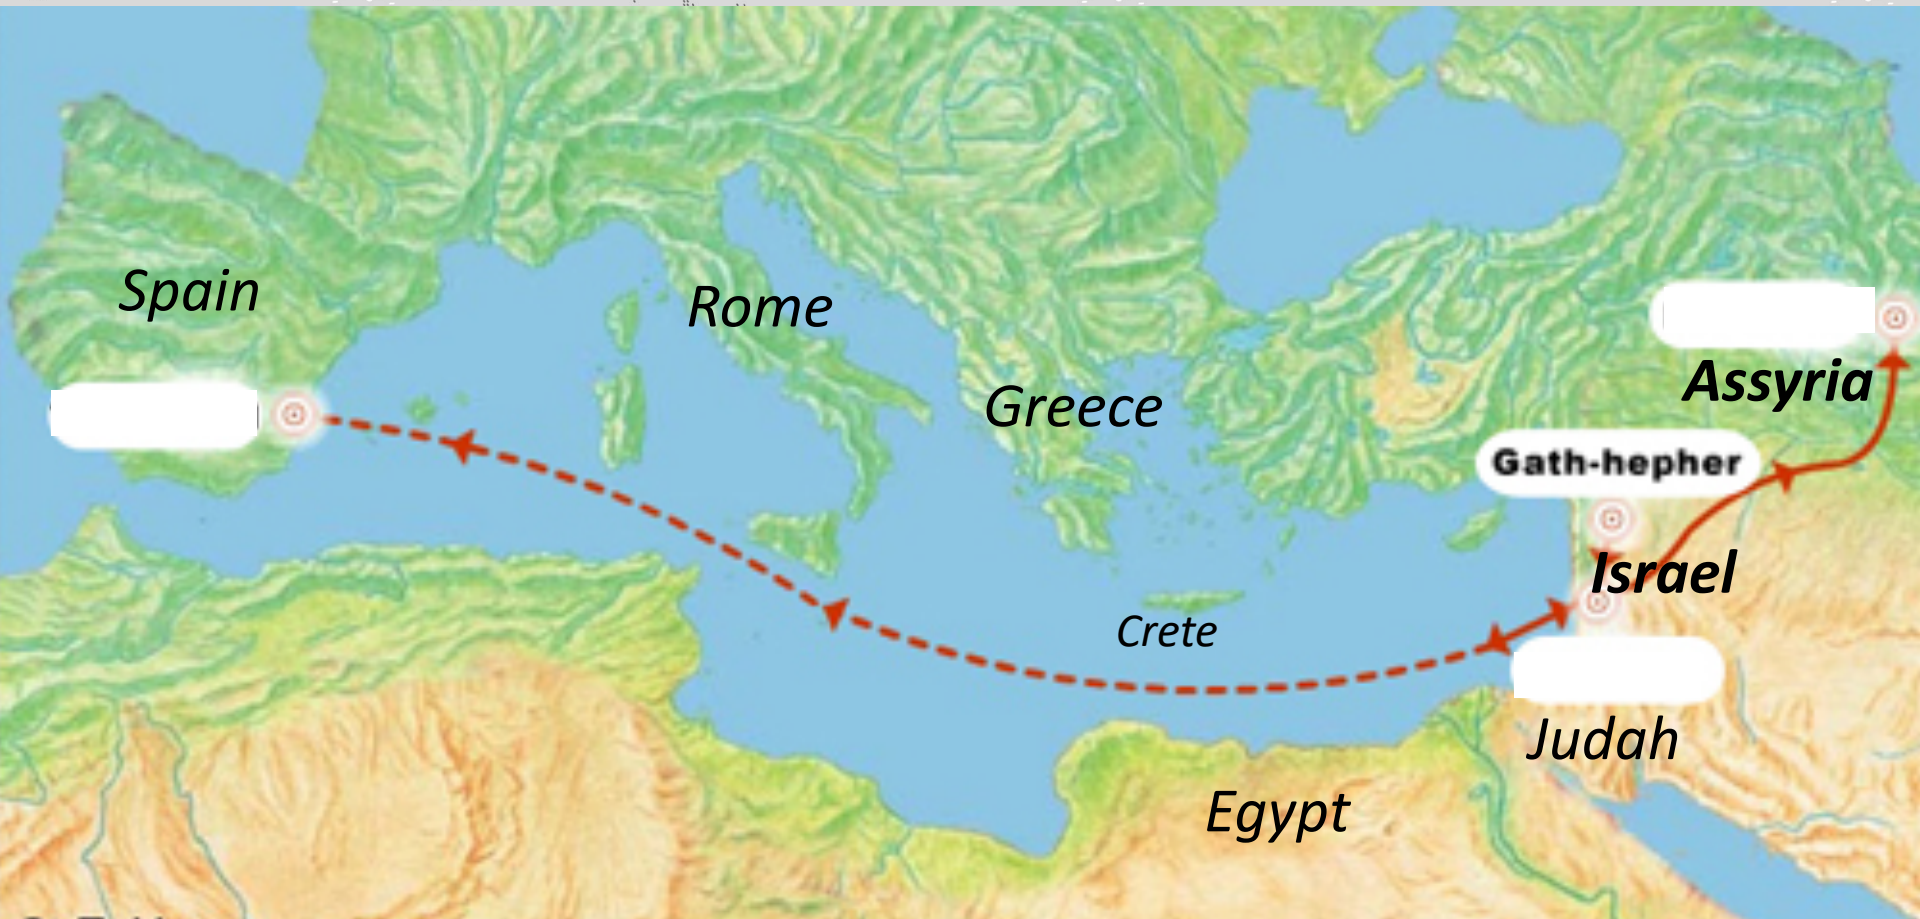 Spain
Rome
Assyria
Greece
Gath-hepher
Israel
Crete
Judah
Egypt